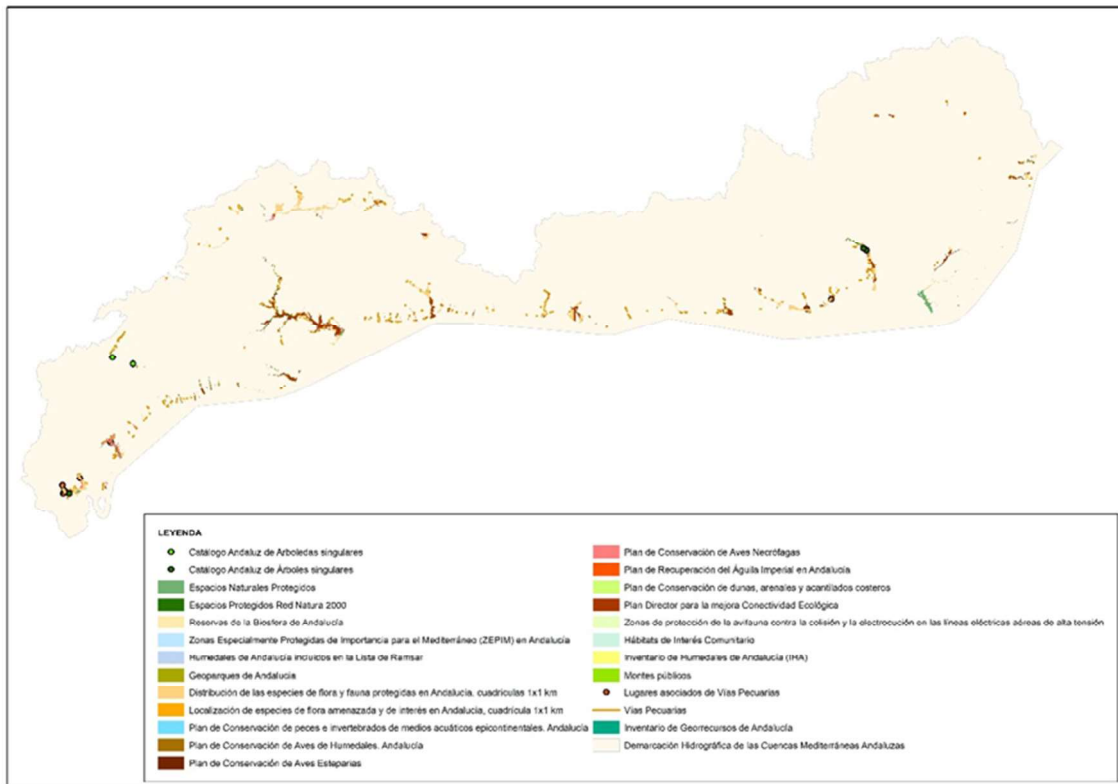 LEYENDA
Catálogo Andaluz de Arboledas singulares
Catálogo Andaluz de Árboles singulares
Espacios Naturales Protegidos
Espacios Protegidos Red Natura 2000
Reservas de la Biosfera de Andalucía
Zonas Especialmente Protegidas de Importancia para el Mediterráneo (ZEPIM) en Andalucía
Humedales de Andalucía incluidos en la Lista de Ramsar
Geoparques de Andalucía
Distribución de las especies de flora y fauna protegidas en Andalucía, cuadrículas 1x1 km
Localización de especies de flora amenazada y de interés en Andalucía, cuadrícula 1x1 km
Plan de Conservación de peces e invertebrados de medios acuáticos epicontinentales. Andalucía
Plan de Conservación de Aves de Humedales. Andalucía
Plan de Conservación de Aves Esteparias
Plan de Conservación de Aves Necrófagas
Plan de Recuperación del Águila Imperial en Andalucía
Plan de Conservación de dunas, arenales y acantilados costeros
Plan Director para la mejora Conectividad Ecológica
Zonas de protección de la avifauna contra la colisión y la electrocución en las líneas eléctricas aéreas de alta tensión
Hábitats de Interés Comunitario
Inventario de Humedales de Andalucía (IHA)
Montes públicos
Lugares asociados de Vías Pecuarias
Vías Pecuarias
Inventario de Georrecursos de Andalucía
Demarcación Hidrográfica de las Cuencas Mediterráneas Andaluzas